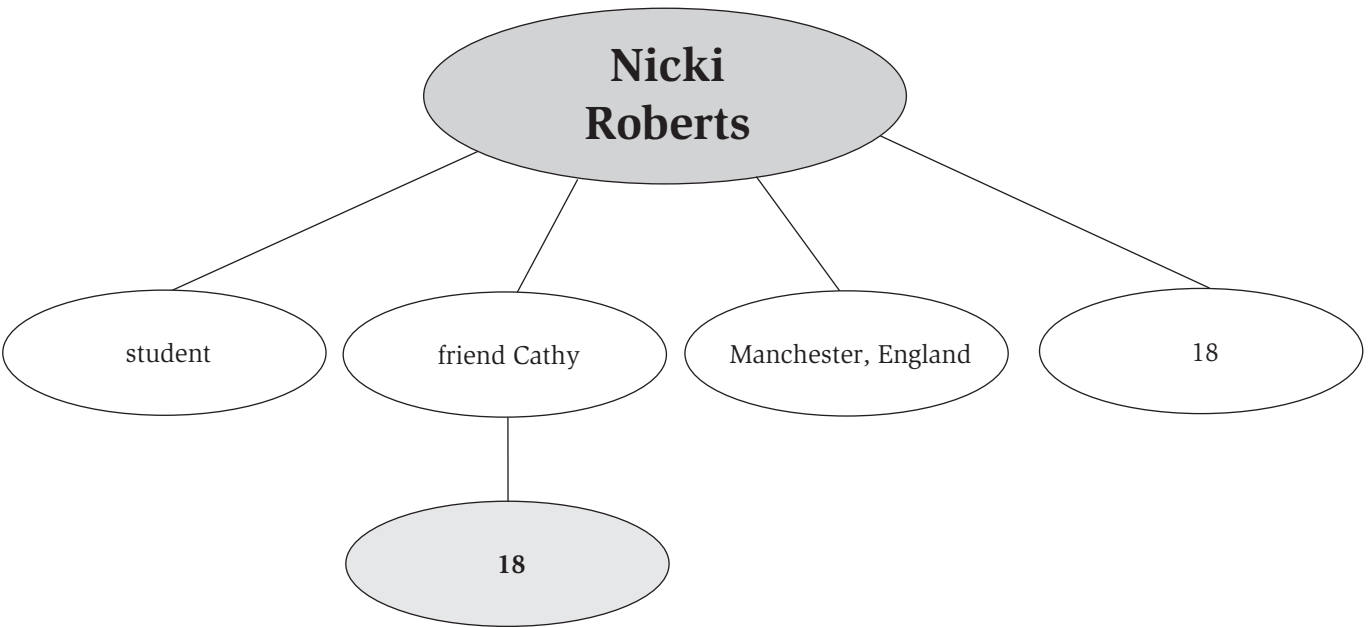 Nicki
Roberts
student
friend Cathy
Manchester, England
18
18